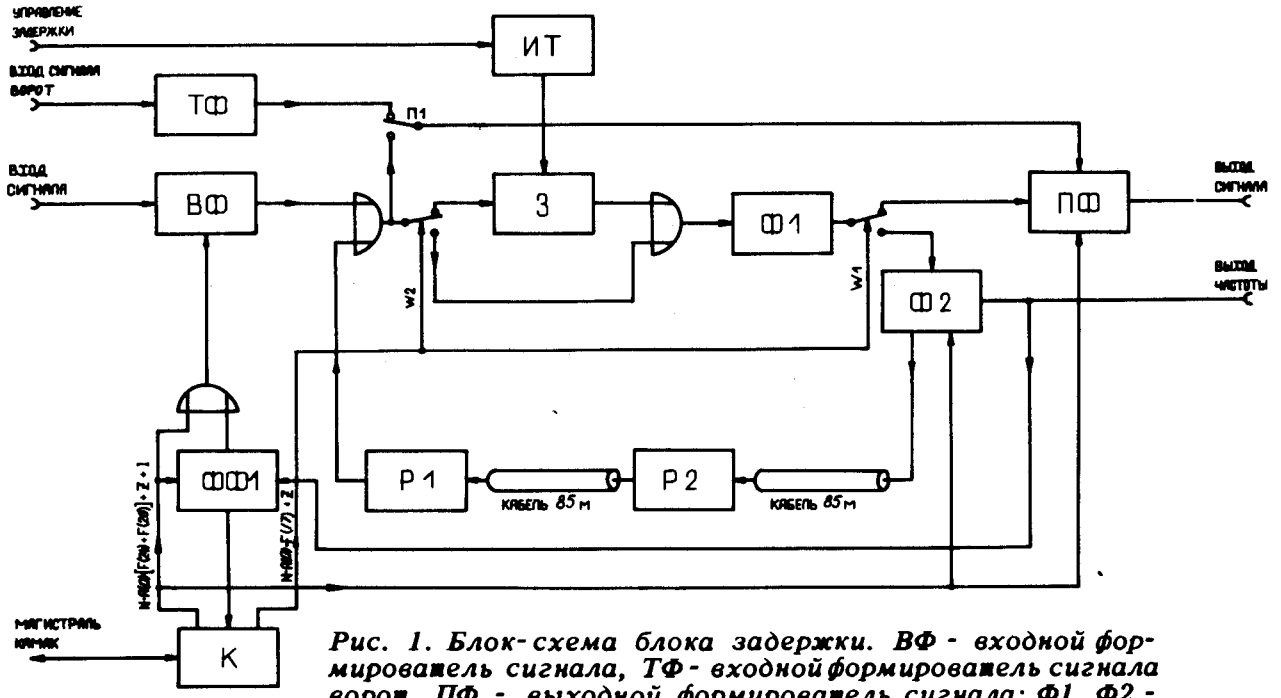 УПРАВЛЕНИЕ
ЗАДЕРЖКИ
ИТ
ВХОД СИГНАЛА
ВОРОТ
ТФ
П1
ВХОД
СИГНАЛА
ВФ
З
Ф1
ПФ
ВЫХОД
СИГНАЛА
W2
W1
Ф2
ВЫХОД
ЧАСТОТЫ
ФФ1
Р1
КАБЕЛЬ 85 м
Р2
КАБЕЛЬ 85 м
МАГИСТРАЛЬ
КАМАК
К
Рис. 1. Блок-схема блока задержки. ВФ - входной фор-
мирователь сигнала, ТФ - входной формирователь сигнала
ворот, ПФ - выходной формирователь сигнала; Ф1, Ф2 -